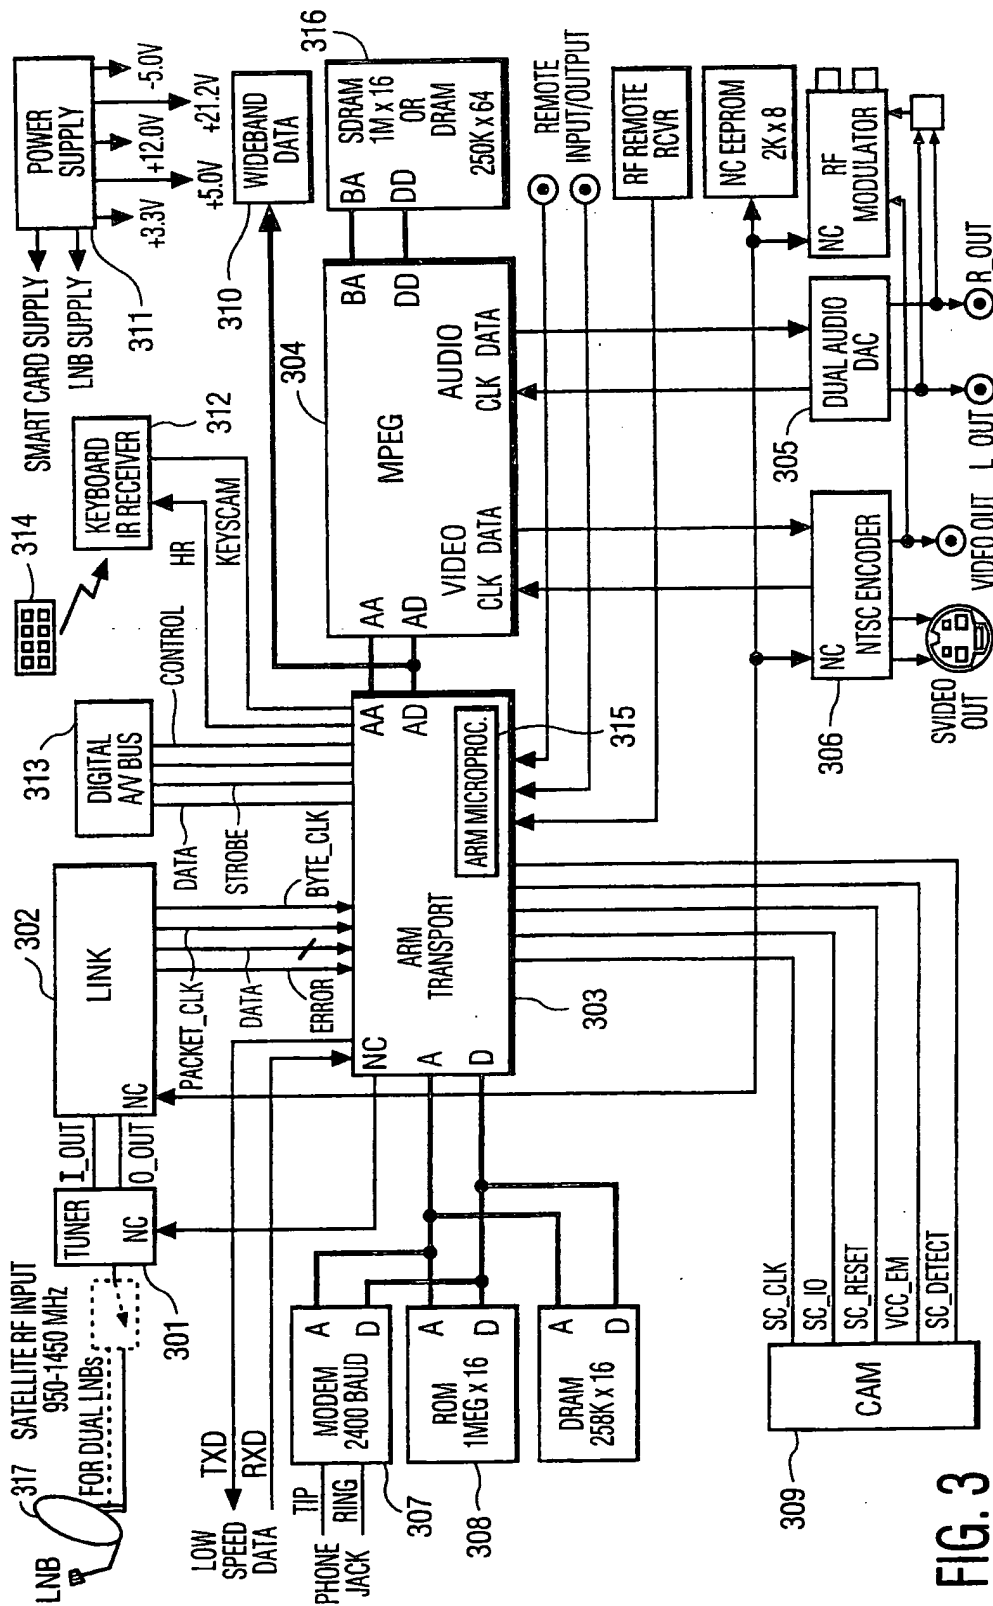 LNB
317
SATELLITE RF INPUT
950-1450 MHz
FOR DUAL LNBs
301
TUNER
NC
I_OUT
O_OUT
302
LINK
NC
PACKET_CLK
DATA
ERROR
BYTE_CLK
313
DIGITAL
A/V BUS
DATA
STROBE
CONTROL
314
KEYBOARD
IR RECEIVER
312
HR
KEYSCAM
SMART CARD SUPPLY
LNB SUPPLY
311
POWER
SUPPLY
+3.3V
+5.0V
+12.0V
+21.2V
-5.0V
310
WIDEBAND
DATA
LOW
SPEED
DATA
TXD
RXD
NC
A
D
ARM
TRANSPORT
303
ARM MICROPROC.
315
AA
AD
AA
AD
304
MPEG
VIDEO
CLK DATA
AUDIO
CLK DATA
BA
DD
BA
DD
SDRAM
1M x 16
OR
DRAM
250K x 64
316
PHONE
JACK
TIP
RING
MODEM
2400 BAUD
A
D
307
ROM
1MEG x 16
A
D
308
DRAM
258K x 16
A
D
REMOTE
INPUT/OUTPUT
RF REMOTE
RCVR
NC EEPROM
2K x 8
309
CAM
SC_CLK
SC_IO
SC_RESET
VCC_EM
SC_DETECT
306
NC
NTSC ENCODER
305
DUAL AUDIO
DAC
NC
RF
MODULATOR
SVIDEO
OUT
VIDEO OUT
L_OUT
R_OUT
FIG. 3